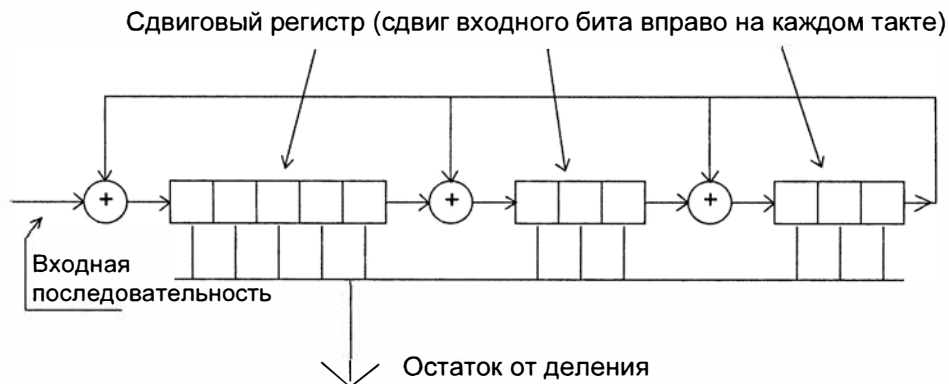 Сдвиговый регистр (сдвиг входного бита вправо на каждом такте)
+
+
+
Входная
последовательность
Остаток от деления